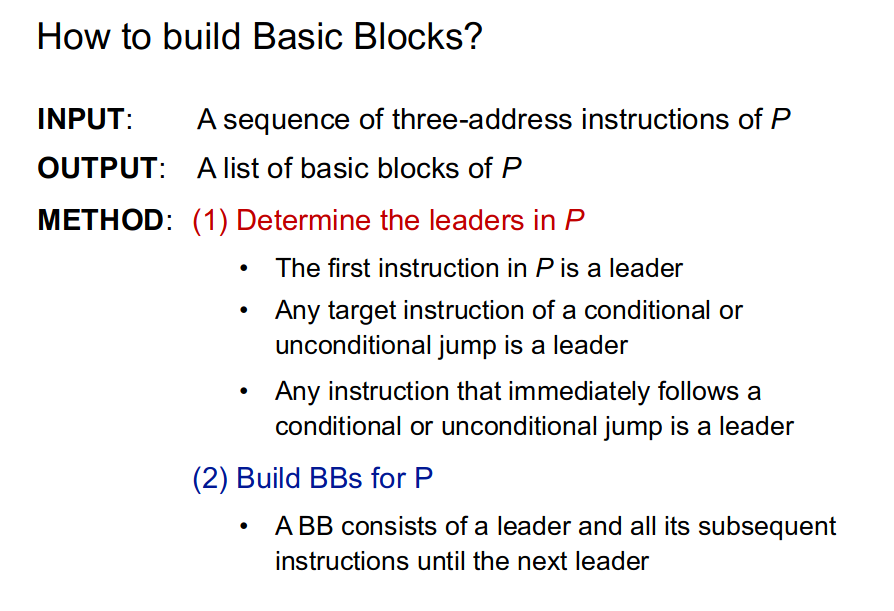 How to build Basic Blocks?
INPUT: A sequence of three-address instructions of P
OUTPUT: A list of basic blocks of P
METHOD: (1) Determine the leaders in P
• The first instruction in P is a leader
• Any target instruction of a conditional or
unconditional jump is a leader
• Any instruction that immediately follows a
conditional or unconditional jump is a leader
(2) Build BBs for P
• A BB consists of a leader and all its subsequent
instructions until the next leader